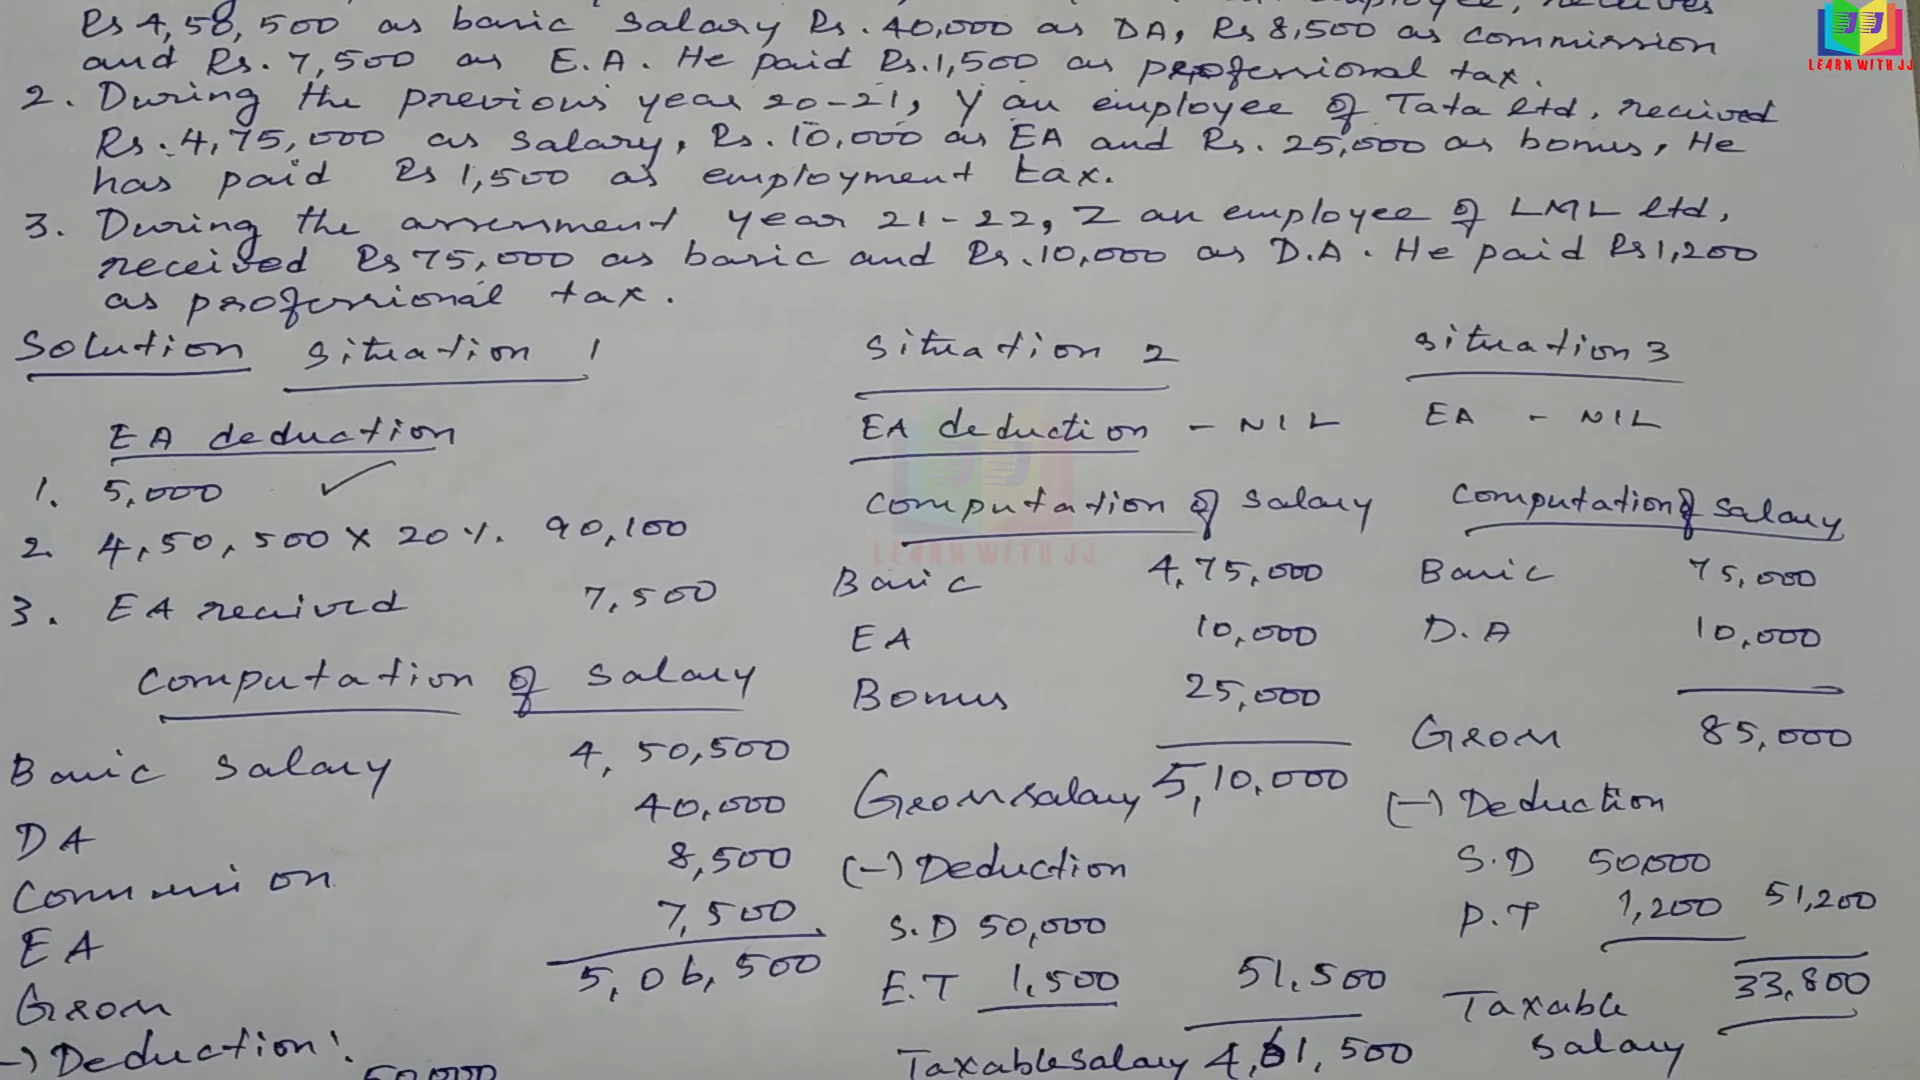 Rs 4,58,500 as basic salary Rs. 40,000 as DA, Rs 8,500 as commission
and Rs. 7,500 as E.A. He paid Rs.1,500 as professional tax.
2. During the previous year 20-21, Y an employee of Tata Ltd, received
Rs. 4,75,000 as salary, Rs. 10,000 as EA and Rs. 25,000 as bonus, He
has paid Rs 1,500 as employment tax.
3. During the assessment year 21-22, Z an employee of LML Ltd,
received Rs 75,000 as basic and Rs.10,000 as D.A. He paid Rs 1,200
as professional tax.
Solution Situation 1
EA deduction
1. 5,000 ✓
2. 4,50,500 x 20%. 90,100
3. EA received 7,500
Computation of salary
Basic salary 4,50,500
DA 40,000
Commission 8,500
EA 7,500
Gross 5,06,500
-) Deduction:
50,000
Situation 2
EA deduction - NIL
Computation of salary
Basic 4,75,000
EA 10,000
Bonus 25,000
Gross salary 5,10,000
(-) Deduction
S.D 50,000
E.T 1,500 51,500
Taxable salary 4,61,500
Situation 3
EA - NIL
Computation of salary
Basic 75,000
D.A 10,000
Gross 85,000
(-) Deduction
S.D 50000
P.T 1,200 51,200
Taxable 33,800
salary
JJ
LEARN WITH JJ
JJ
LEARN WITH JJ